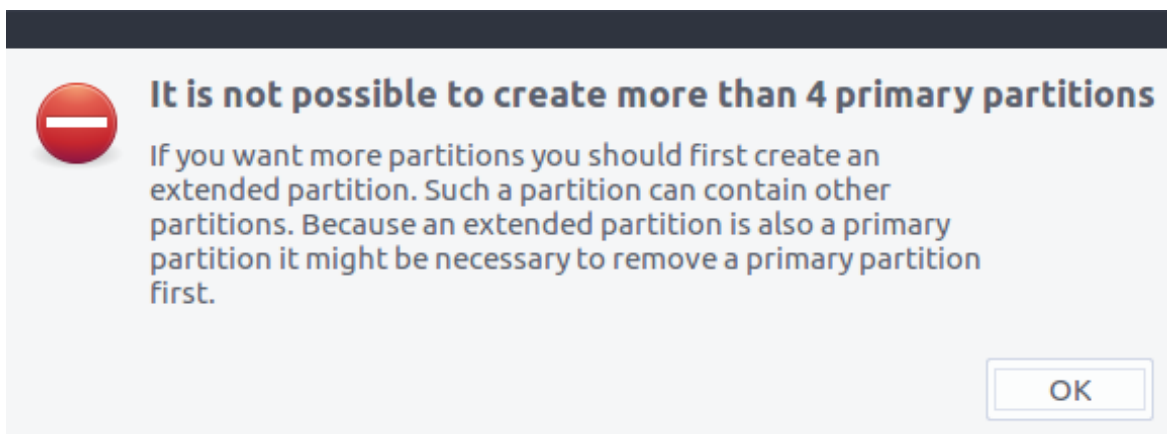 It is not possible to create more than 4 primary partitions
If you want more partitions you should first create an
extended partition. Such a partition can contain other
partitions. Because an extended partition is also a primary
partition it might be necessary to remove a primary partition
first.
OK